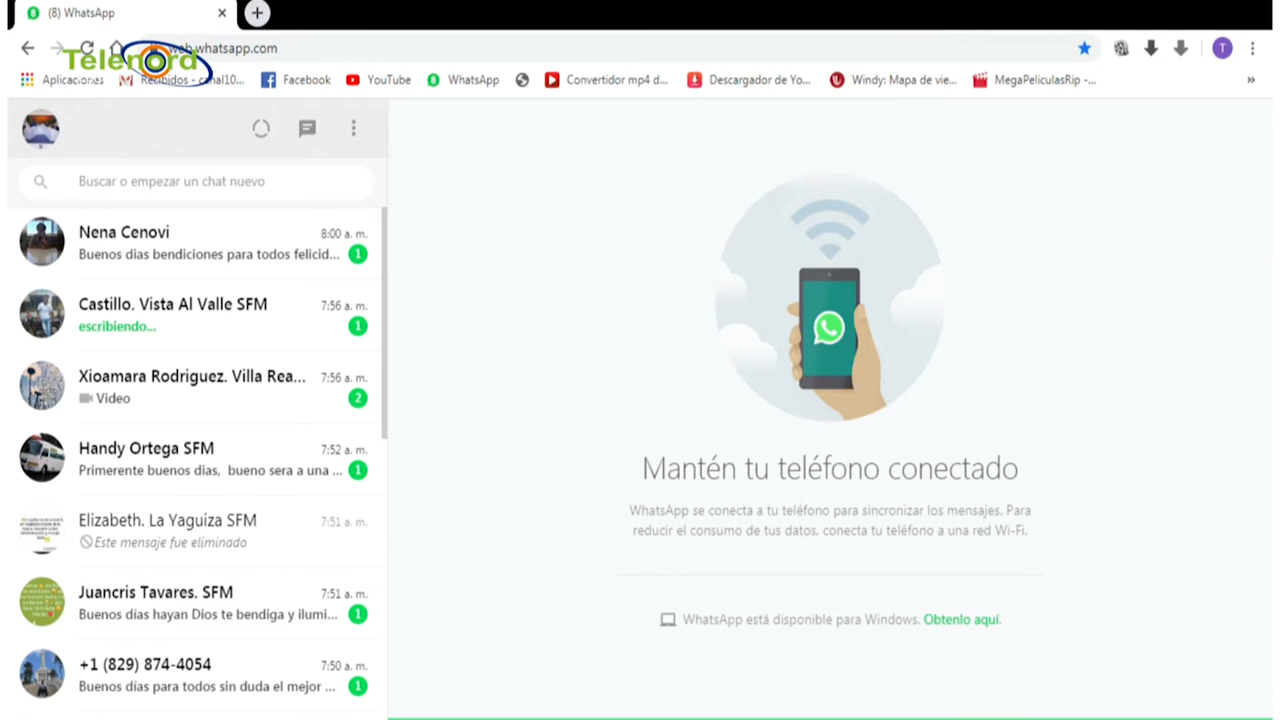 (8) WhatsApp
web.whatsapp.com
Telenord
T
Aplicaciones
Recibidos - canal10...
Facebook
YouTube
WhatsApp
Convertidor mp4 d...
Descargador de Yo...
Windy: Mapa de vie...
MegaPeliculasRip -...
»
Buscar o empezar un chat nuevo
Nena Cenovi 8:00 a. m.
Buenos dias bendiciones para todos felicid... 1
Castillo. Vista Al Valle SFM 7:56 a. m.
escribiendo... 1
Xioamara Rodriguez. Villa Rea... 7:56 a. m.
Video 2
Handy Ortega SFM 7:52 a. m.
Primerente buenos dias, bueno sera a una ... 1
Elizabeth. La Yaguiza SFM 7:51 a. m.
Este mensaje fue eliminado
Juancris Tavares. SFM 7:51 a. m.
Buenos días hayan Dios te bendiga y ilumi... 1
+1 (829) 874-4054 7:50 a. m.
Buenos días para todos sin duda el mejor ... 1
Mantén tu teléfono conectado
WhatsApp se conecta a tu teléfono para sincronizar los mensajes. Para
reducir el consumo de tus datos, conecta tu teléfono a una red Wi-Fi.
WhatsApp está disponible para Windows. Obtenlo aquí.